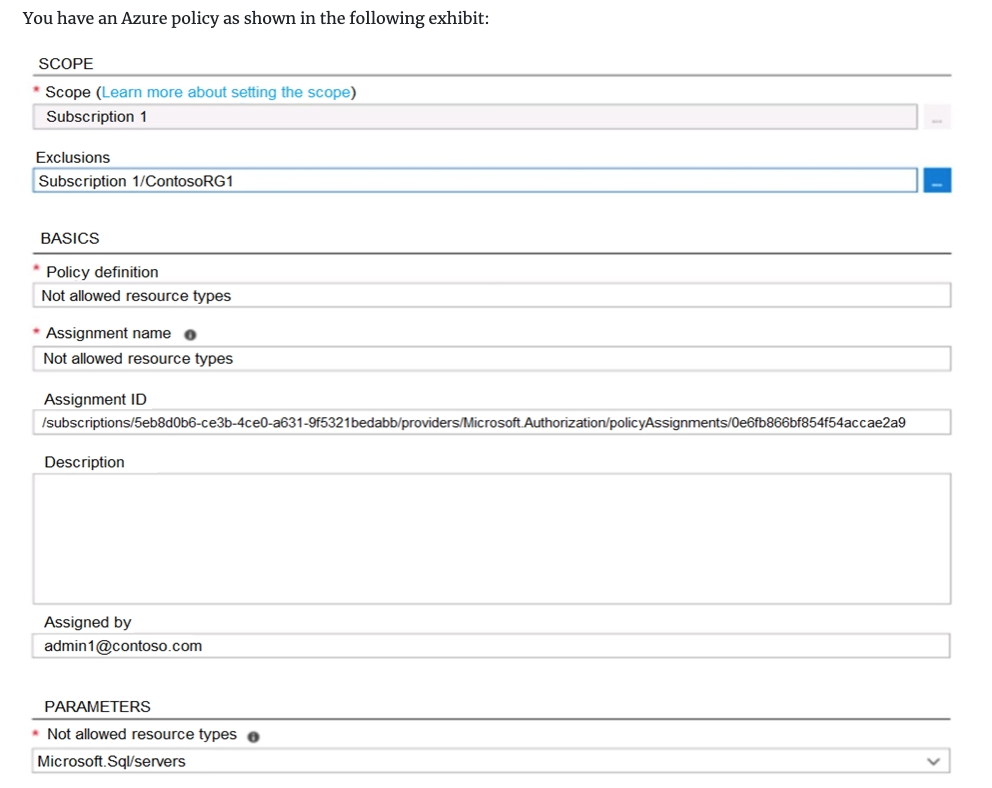 You have an Azure policy as shown in the following exhibit:
SCOPE
* Scope (Learn more about setting the scope)
Subscription 1
Exclusions
Subscription 1/ContosoRG1
BASICS
* Policy definition
Not allowed resource types
* Assignment name
Not allowed resource types
Assignment ID
/subscriptions/5eb8d0b6-ce3b-4ce0-a631-9f5321bedabb/providers/Microsoft.Authorization/policyAssignments/0e6fb866bf854f54accae2a9
Description
Assigned by
admin1@contoso.com
PARAMETERS
* Not allowed resource types
Microsoft.Sql/servers